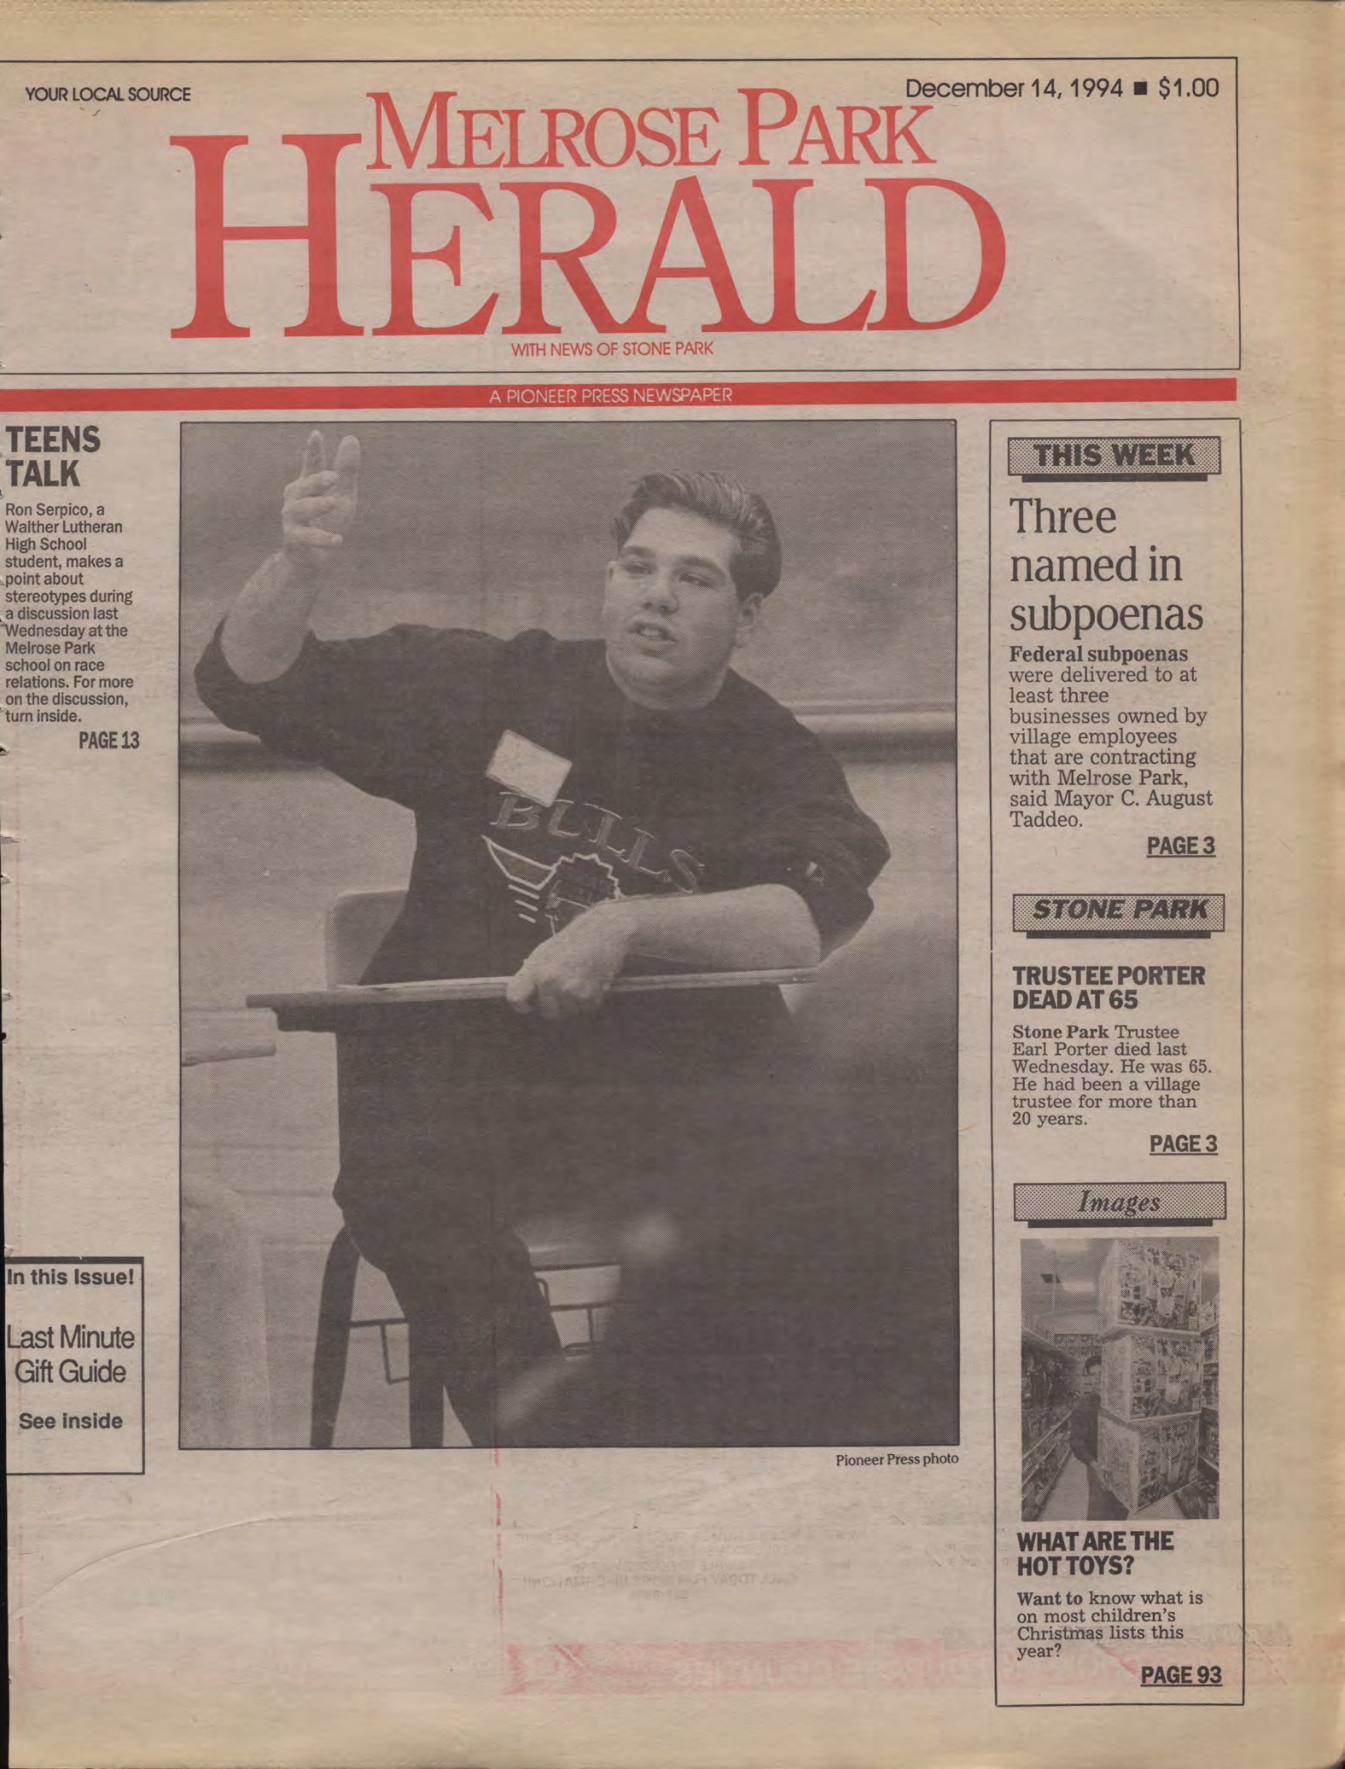 YOUR LOCAL SOURCE
December 14, 1994 ■ $1.00
MELROSE PARK
HERALD
WITH NEWS OF STONE PARK
A PIONEER PRESS NEWSPAPER
TEENS
TALK
Ron Serpico, a
Walther Lutheran
High School
student, makes a
point about
stereotypes during
a discussion last
Wednesday at the
Melrose Park
school on race
relations. For more
on the discussion,
turn inside.
PAGE 13
In this Issue!
Last Minute
Gift Guide
See inside
BULLS
Pioneer Press photo
THIS WEEK
Three
named in
subpoenas
Federal subpoenas
were delivered to at
least three
businesses owned by
village employees
that are contracting
with Melrose Park,
said Mayor C. August
Taddeo.
PAGE 3
STONE PARK
TRUSTEE PORTER
DEAD AT 65
Stone Park Trustee
Earl Porter died last
Wednesday. He was 65.
He had been a village
trustee for more than
20 years.
PAGE 3
Images
WHAT ARE THE
HOT TOYS?
Want to know what is
on most children's
Christmas lists this
year?
PAGE 93